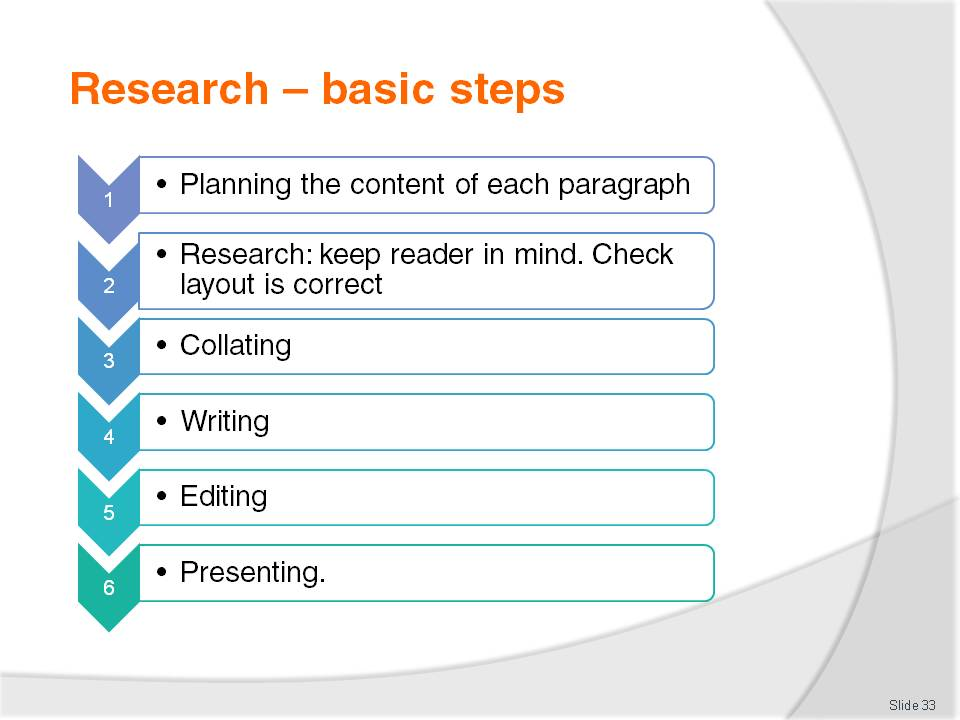 Research – basic steps
1
• Planning the content of each paragraph
2
• Research: keep reader in mind. Check
layout is correct
3
• Collating
4
• Writing
5
• Editing
6
• Presenting.
Slide 33